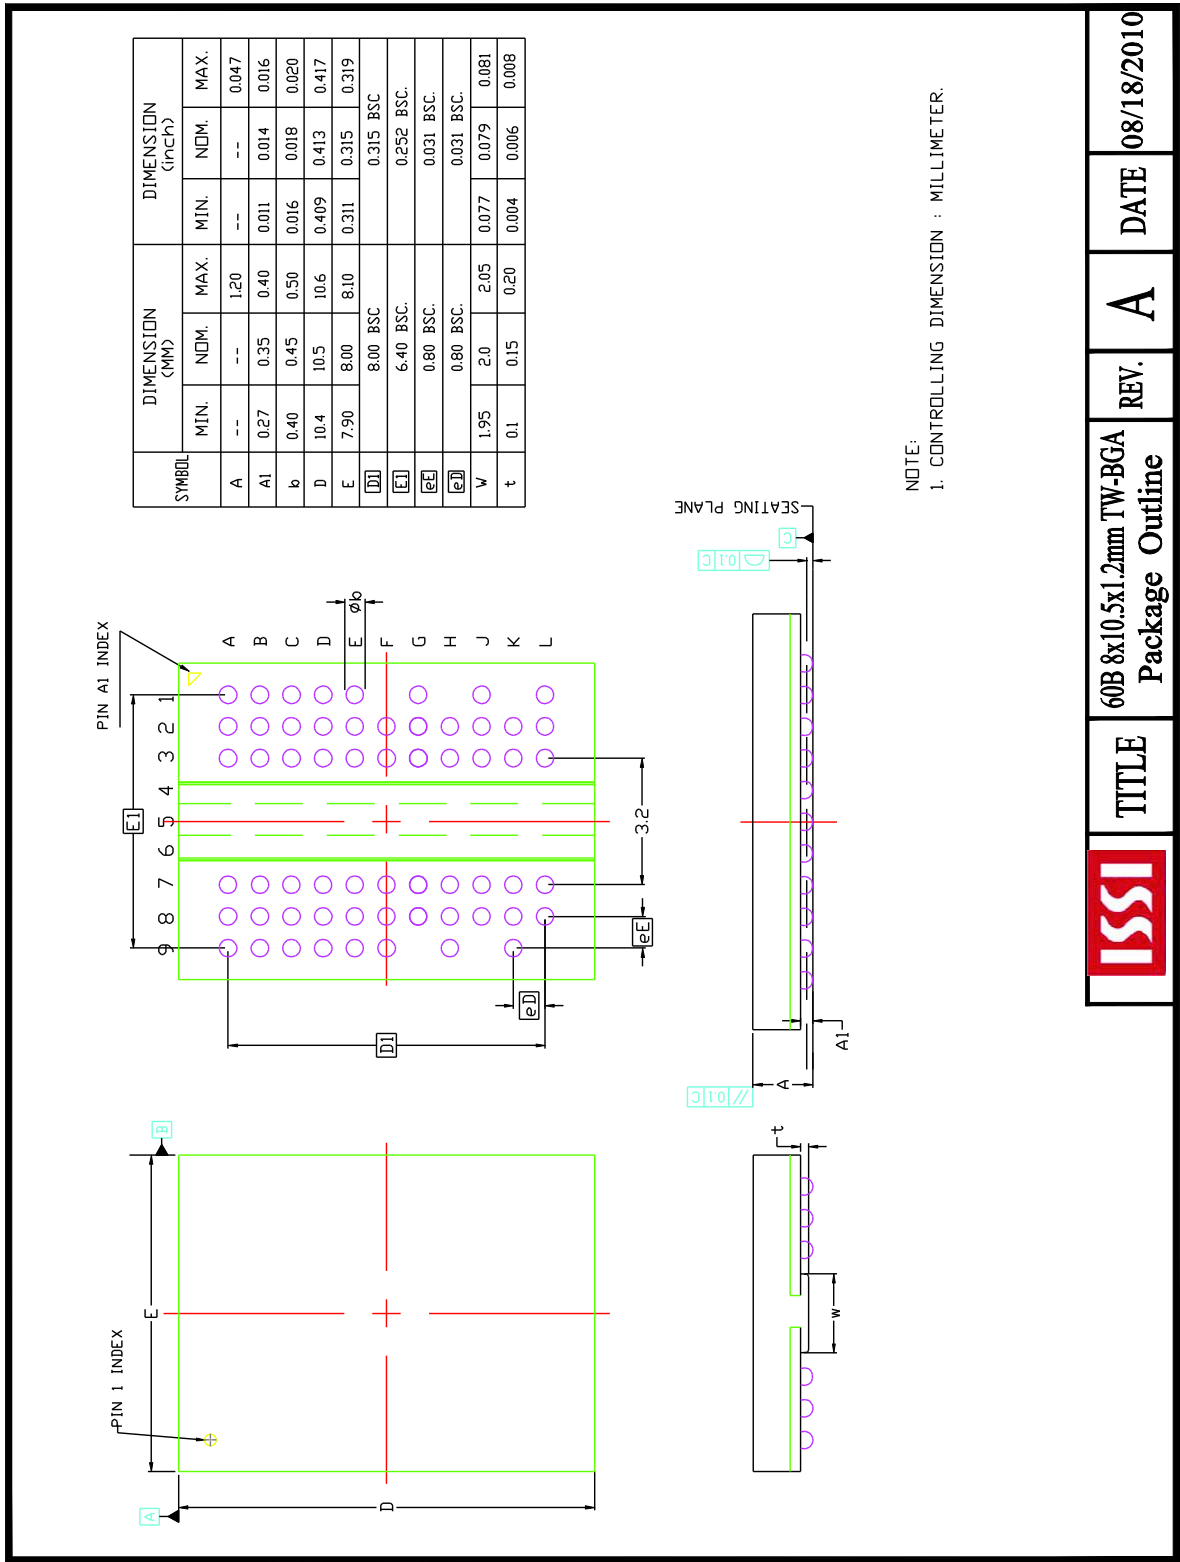 SYMBOL DIMENSION (MM) DIMENSION (inch)
MIN. NOM. MAX. MIN. NOM. MAX.
A -- -- 1.20 -- -- 0.047
A1 0.27 0.35 0.40 0.011 0.014 0.016
b 0.40 0.45 0.50 0.016 0.018 0.020
D 10.4 10.5 10.6 0.409 0.413 0.417
E 7.90 8.00 8.10 0.311 0.315 0.319
D1 8.00 BSC 0.315 BSC
E1 6.40 BSC. 0.252 BSC.
eE 0.80 BSC. 0.031 BSC.
eD 0.80 BSC. 0.031 BSC.
W 1.95 2.0 2.05 0.077 0.079 0.081
t 0.1 0.15 0.20 0.004 0.006 0.008
PIN 1 INDEX
E
B
A
D
PIN A1 INDEX
9 8 7 6 5 4 3 2 1
E1
A
B
C
D
E
F
G
H
J
K
L
øb
D1
eD
eE
3.2
t
w
// 0.1 C
A
A1
0.1 C
C
SEATING PLANE
NOTE:
1. CONTROLLING DIMENSION : MILLIMETER.
ISSI
TITLE
60B 8x10.5x1.2mm TW-BGA
Package Outline
REV.
A
DATE
08/18/2010